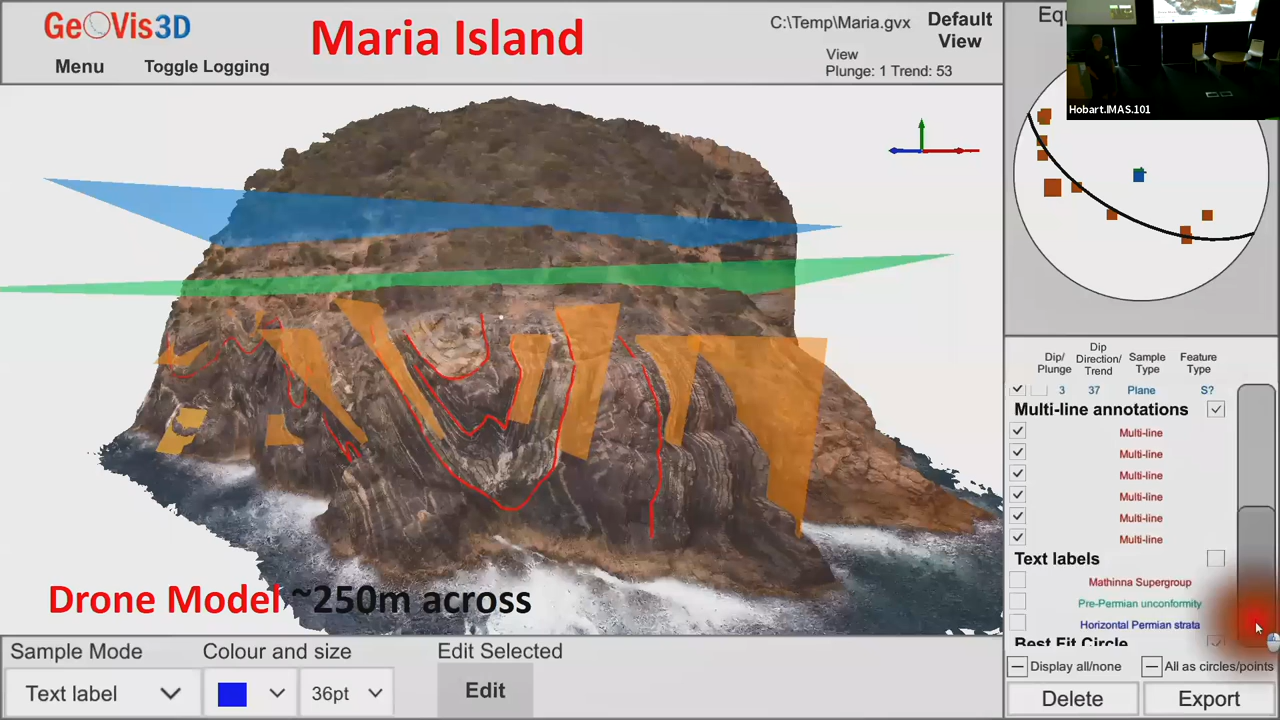 GeoVis3D
Maria Island
C:\Temp\Maria.gvx
Default
View
Menu
Toggle Logging
View
Plunge: 1 Trend: 53
Equ
Hobart.IMAS.101
Dip/
Plunge
Dip
Direction/
Trend
Sample
Type
Feature
Type
3 37 Plane S?
Multi-line annotations
Multi-line
Multi-line
Multi-line
Multi-line
Multi-line
Multi-line
Text labels
Mathinna Supergroup
Pre-Permian unconformity
Horizontal Permian strata
Best Fit Circle
Display all/none
All as circles/points
Delete
Export
Drone Model ~250m across
Sample Mode
Colour and size
Edit Selected
Text label
36pt
Edit